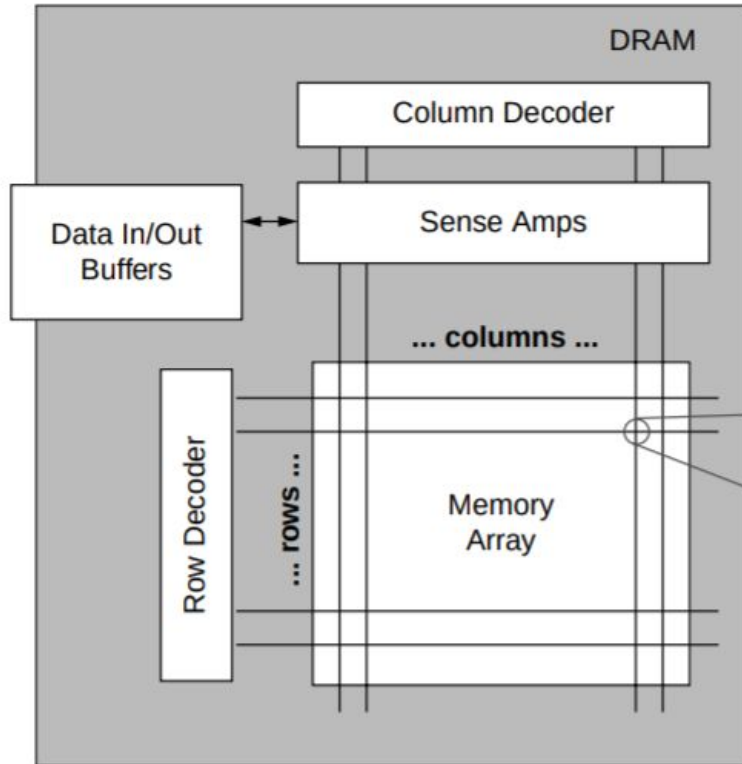 DRAM
Column Decoder
Sense Amps
Data In/Out
Buffers
... columns ...
Row Decoder
... rows ...
Memory
Array